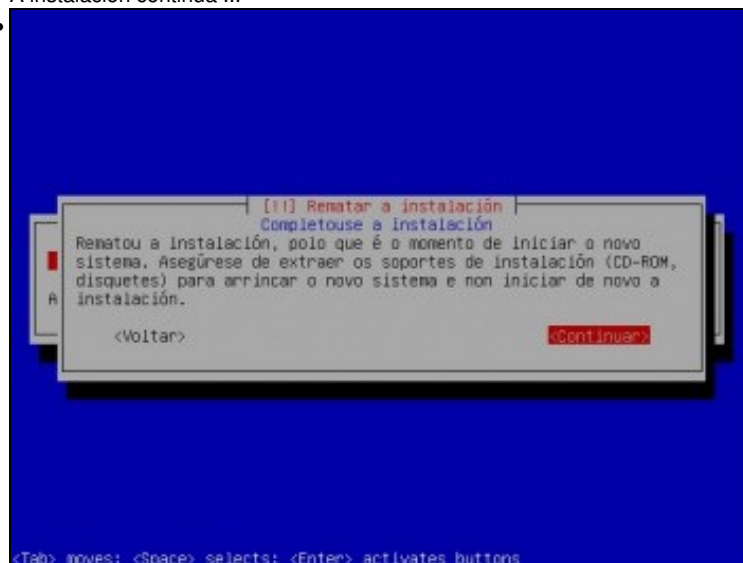 [!!] Rematar a instalación
Completouse a instalación
Rematou a instalación, polo que é o momento de iniciar o novo
sistema. Asegúrese de extraer os soportes de instalación (CD-ROM,
disquetes) para arrincar o novo sistema e non iniciar de novo a
instalación.
A
<Voltar> <Continuar>
<Tab> moves; <Space> selects; <Enter> activates buttons